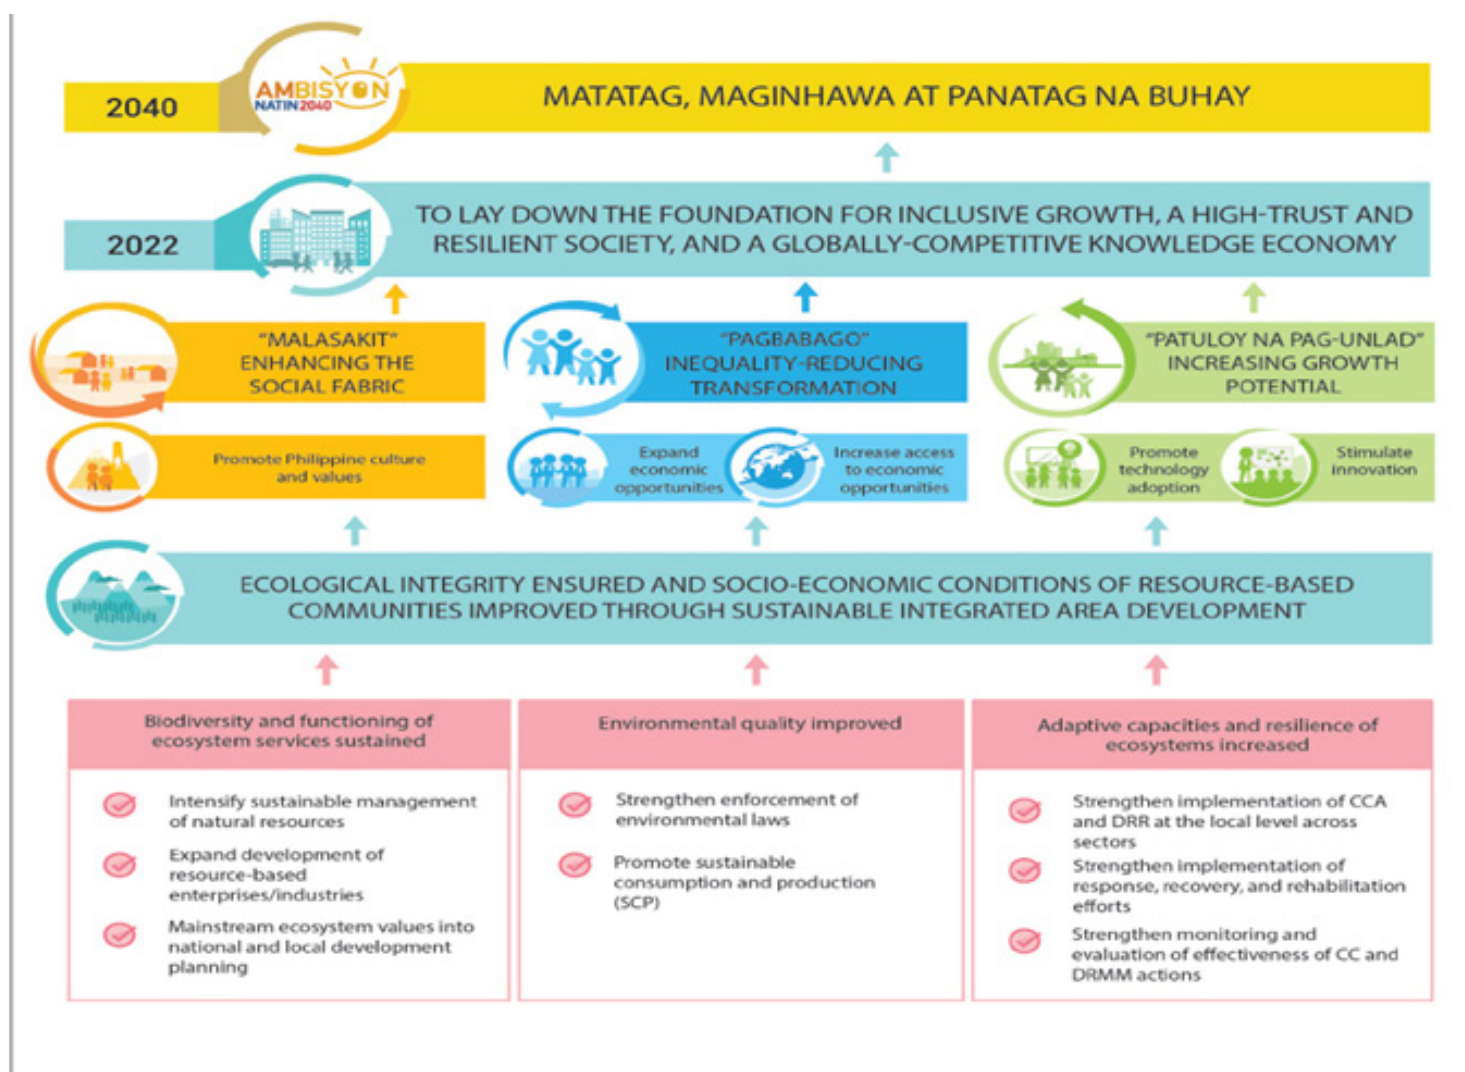 2040
AMBISYON
NATIN2040
MATATAG, MAGINHAWA AT PANATAG NA BUHAY
2022
TO LAY DOWN THE FOUNDATION FOR INCLUSIVE GROWTH, A HIGH-TRUST AND
RESILIENT SOCIETY, AND A GLOBALLY-COMPETITIVE KNOWLEDGE ECONOMY
“MALASAKIT”
ENHANCING THE
SOCIAL FABRIC
“PAGBABAGO”
INEQUALITY-REDUCING
TRANSFORMATION
“PATULOY NA PAG-UNLAD”
INCREASING GROWTH
POTENTIAL
Promote Philippine culture
and values
Expand
economic
opportunities
Increase access
to economic
opportunities
Promote
technology
adoption
Stimulate
innovation
ECOLOGICAL INTEGRITY ENSURED AND SOCIO-ECONOMIC CONDITIONS OF RESOURCE-BASED
COMMUNITIES IMPROVED THROUGH SUSTAINABLE INTEGRATED AREA DEVELOPMENT
Biodiversity and functioning of
ecosystem services sustained
Intensify sustainable management
of natural resources
Expand development of
resource-based
enterprises/industries
Mainstream ecosystem values into
national and local development
planning
Environmental quality improved
Strengthen enforcement of
environmental laws
Promote sustainable
consumption and production
(SCP)
Adaptive capacities and resilience of
ecosystems increased
Strengthen implementation of CCA
and DRR at the local level across
sectors
Strengthen implementation of
response, recovery, and rehabilitation
efforts
Strengthen monitoring and
evaluation of effectiveness of CC and
DRMM actions